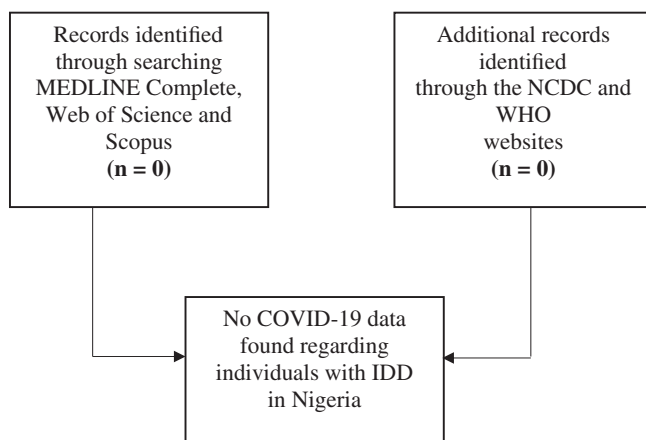 Records identified
through searching
MEDLINE Complete,
Web of Science and
Scopus
(n = 0)
Additional records
identified
through the NCDC and
WHO
websites
(n = 0)
No COVID-19 data
found regarding
individuals with IDD
in Nigeria